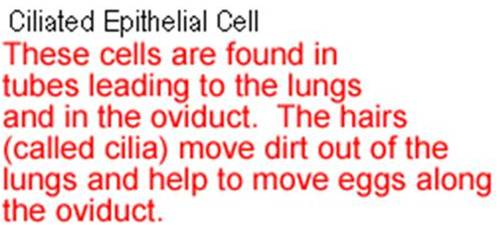 Ciliated Epithelial Cell
These cells are found in
tubes leading to the lungs
and in the oviduct.  The hairs
(called cilia) move dirt out of the
lungs and help to move eggs along
the oviduct.